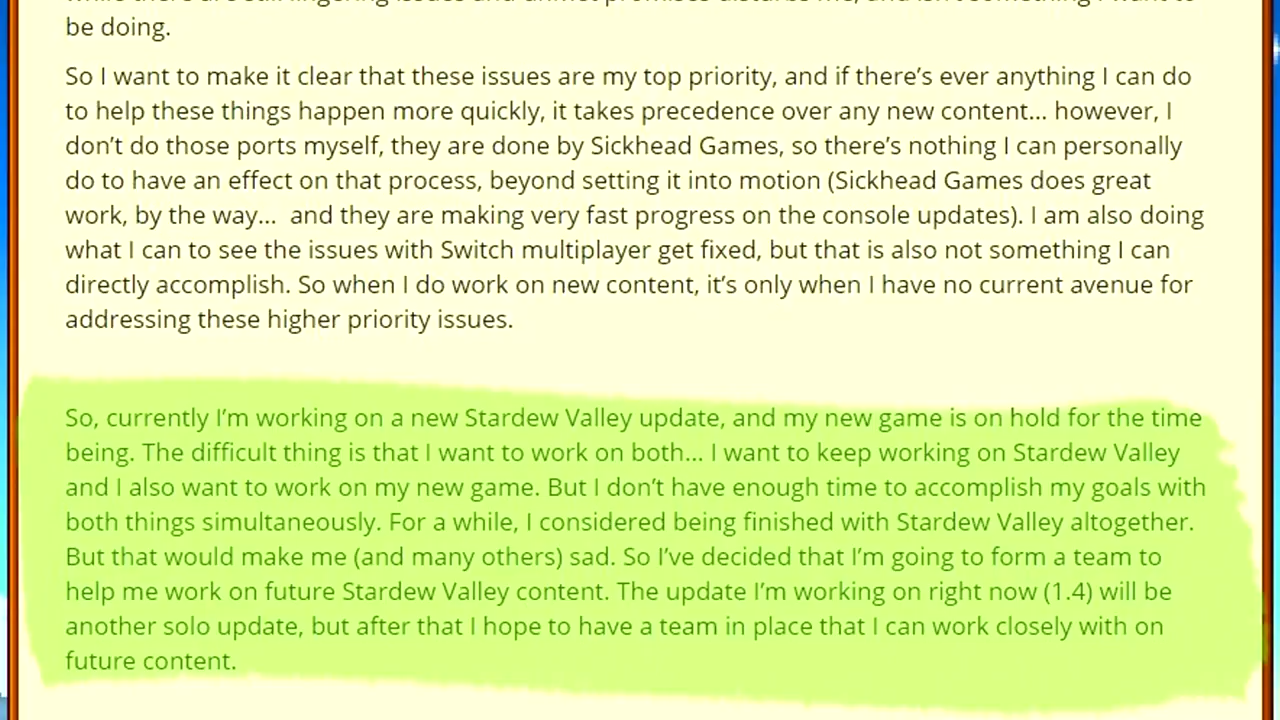 be doing.
So I want to make it clear that these issues are my top priority, and if there's ever anything I can do
to help these things happen more quickly, it takes precedence over any new content... however, I
don't do those ports myself, they are done by Sickhead Games, so there's nothing I can personally
do to have an effect on that process, beyond setting it into motion (Sickhead Games does great
work, by the way...  and they are making very fast progress on the console updates). I am also doing
what I can to see the issues with Switch multiplayer get fixed, but that is also not something I can
directly accomplish. So when I do work on new content, it's only when I have no current avenue for
addressing these higher priority issues.
So, currently I'm working on a new Stardew Valley update, and my new game is on hold for the time
being. The difficult thing is that I want to work on both... I want to keep working on Stardew Valley
and I also want to work on my new game. But I don't have enough time to accomplish my goals with
both things simultaneously. For a while, I considered being finished with Stardew Valley altogether.
But that would make me (and many others) sad. So I've decided that I'm going to form a team to
help me work on future Stardew Valley content. The update I'm working on right now (1.4) will be
another solo update, but after that I hope to have a team in place that I can work closely with on
future content.